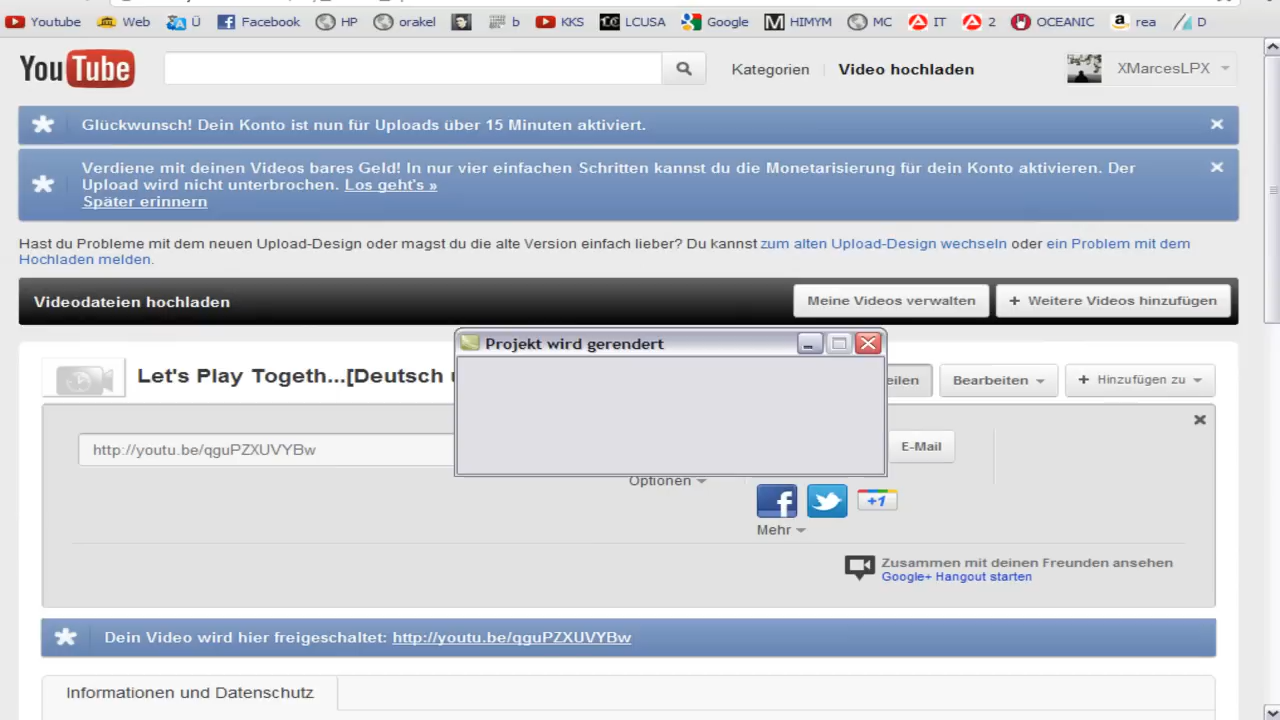 Youtube Web Ü Facebook HP orakel b KKS LCUSA Google HIMYM MC IT 2 OCEANIC rea D
YouTube Kategorien Video hochladen XMarcesLPX
Glückwunsch! Dein Konto ist nun für Uploads über 15 Minuten aktiviert.
Verdiene mit deinen Videos bares Geld! In nur vier einfachen Schritten kannst du die Monetarisierung für dein Konto aktivieren. Der
Upload wird nicht unterbrochen. Los geht's »
Später erinnern
Hast du Probleme mit dem neuen Upload-Design oder magst du die alte Version einfach lieber? Du kannst zum alten Upload-Design wechseln oder ein Problem mit dem
Hochladen melden.
Videodateien hochladen Meine Videos verwalten + Weitere Videos hinzufügen
Projekt wird gerendert
Let's Play Togeth...[Deutsch eilen Bearbeiten + Hinzufügen zu
http://youtu.be/qguPZXUVYBw E-Mail
Optionen
+1
Mehr
Zusammen mit deinen Freunden ansehen
Google+ Hangout starten
Dein Video wird hier freigeschaltet: http://youtu.be/qguPZXUVYBw
Informationen und Datenschutz